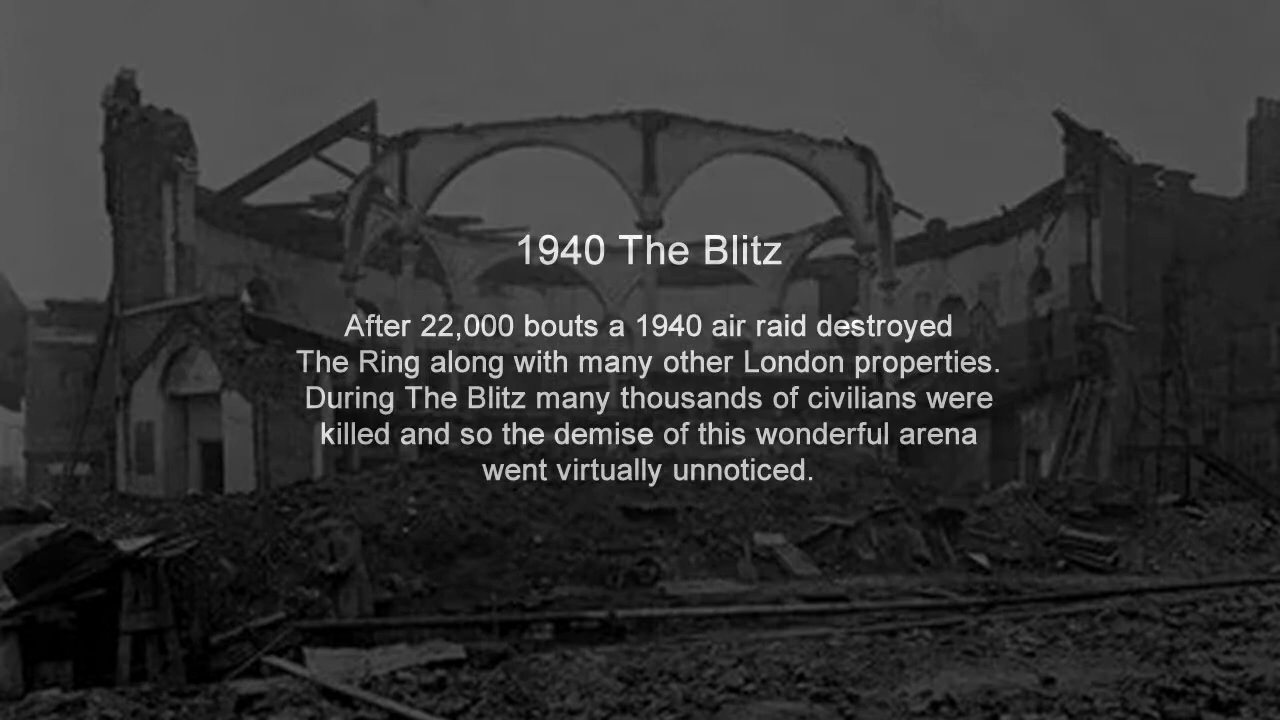 1940 The Blitz
After 22,000 bouts a 1940 air raid destroyed
The Ring along with many other London properties.
During The Blitz many thousands of civilians were
killed and so the demise of this wonderful arena
went virtually unnoticed.